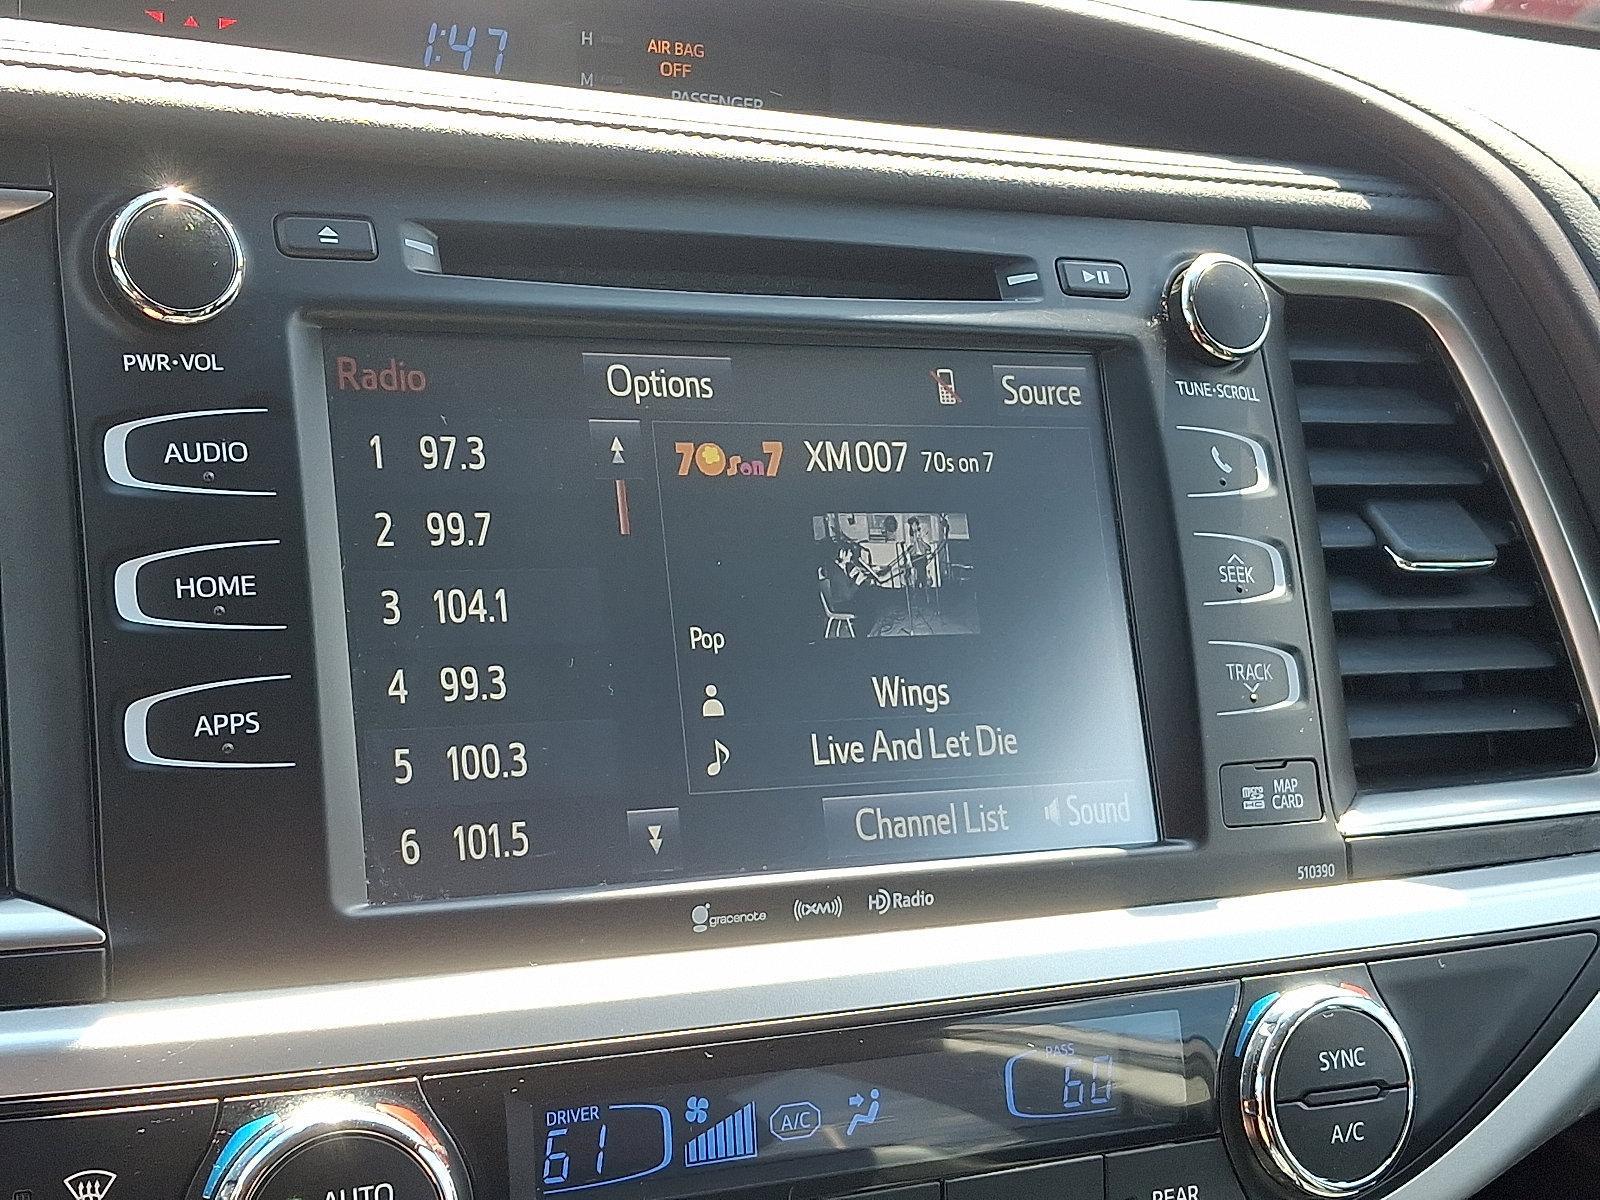 1:47
H
M
AIR BAG
OFF
PASSENGER
PWR•VOL
TUNE•SCROLL
AUDIO
HOME
APPS
Radio
Options
Source
1 97.3
2 99.7
3 104.1
4 99.3
5 100.3
6 101.5
70s on 7 XM007 70s on 7
Pop
Wings
Live And Let Die
Channel List
Sound
SEEK
TRACK
micro
SD
HC
MAP
CARD
510390
gracenote
((XM))
HD Radio
DRIVER
61
A/C
PASS
60
SYNC
A/C
AUTO
REAR